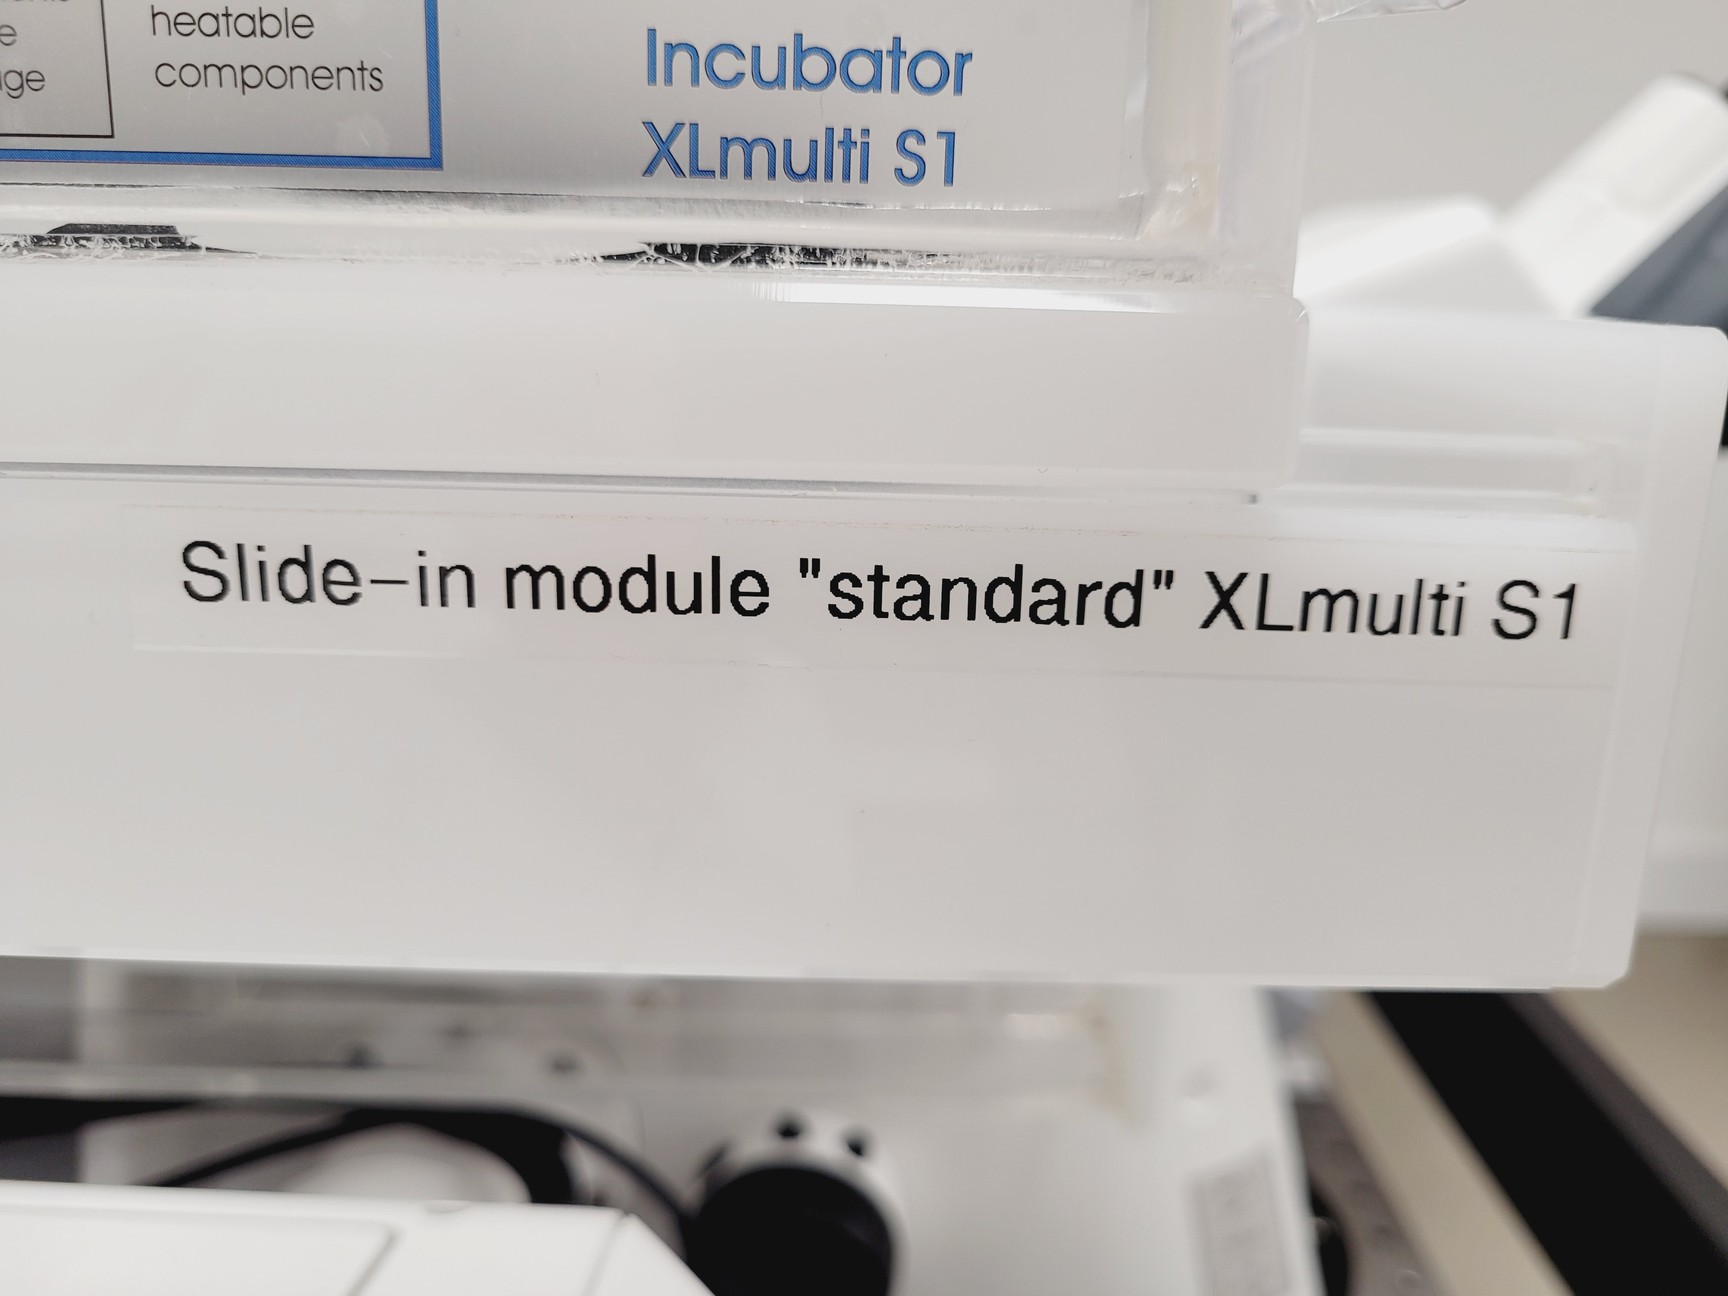 heatable
components
Incubator
XLmulti S1
Slide-in module "standard" XLmulti S1